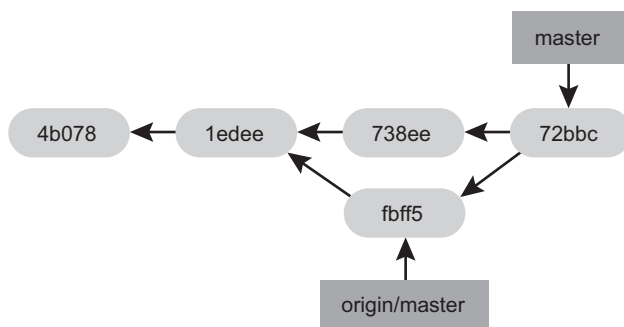 master
4b078
1edee
738ee
72bbc
fbff5
origin/master